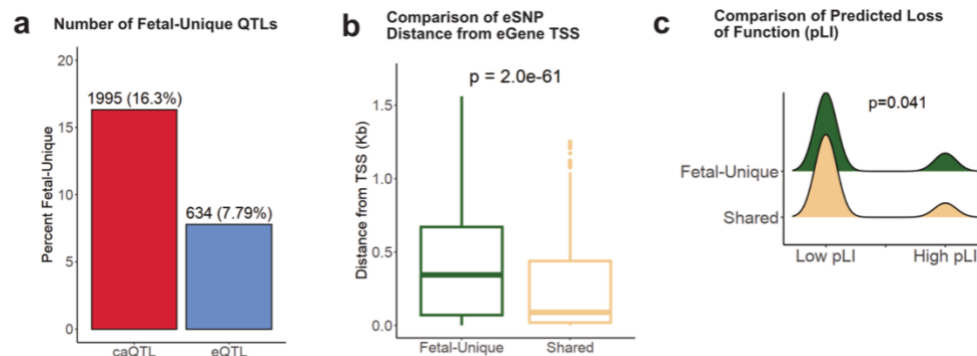 a
Number of Fetal-Unique QTLs
Percent Fetal-Unique
20
15
10
5
0
1995 (16.3%)
634 (7.79%)
caQTL
eQTL
b
Comparison of eSNP
Distance from eGene TSS
p = 2.0e-61
Distance from TSS (Kb)
1.5
1.0
0.5
0.0
Fetal-Unique
Shared
c
Comparison of Predicted Loss
of Function (pLI)
p=0.041
Fetal-Unique
Shared
Low pLI
High pLI